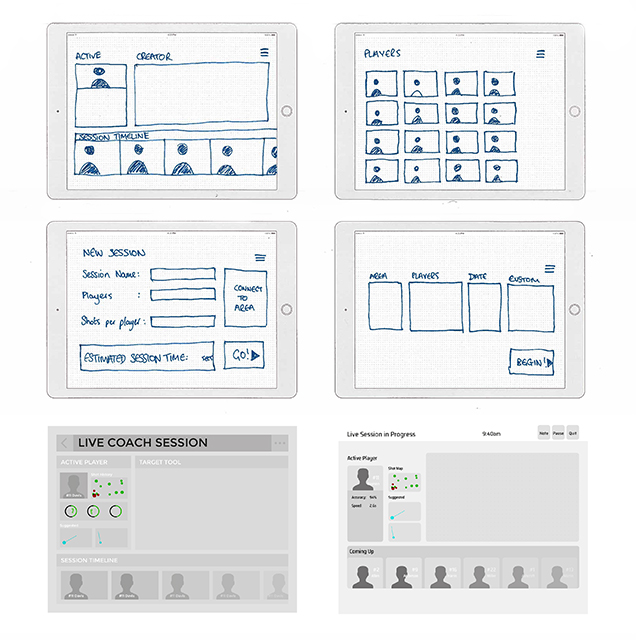 ACTIVE
CREATOR
SESSION TIMELINE
PLAYERS
NEW SESSION
Session Name:
Players :
Shots per player:
CONNECT
TO
AREA
ESTIMATED SESSION TIME:
GO!
AREA
PLAYERS
DATE
CUSTOM
BEGIN!
LIVE COACH SESSION
ACTIVE PLAYER
TARGET TOOL
Suggested
SESSION TIMELINE
Live Session in Progress
9:40am
Note
Pause
Quit
Active Player
Shot Map
Accuracy
Suggested
Speed
Coming Up